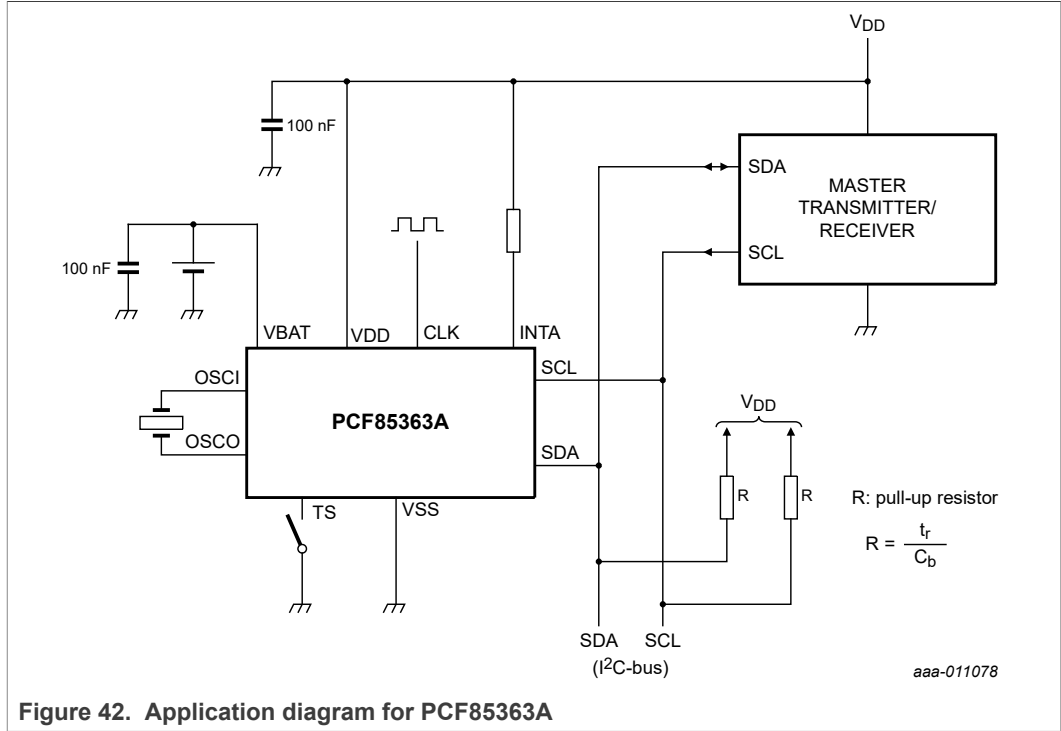 VDD
100 nF
SDA
MASTER
TRANSMITTER/
RECEIVER
SCL
100 nF
VBAT
VDD
CLK
INTA
OSCI
SCL
PCF85363A
OSCO
SDA
TS
VSS
VDD
R
R
R: pull-up resistor
R = tr / Cb
SDA SCL
(I2C-bus)
aaa-011078
Figure 42. Application diagram for PCF85363A